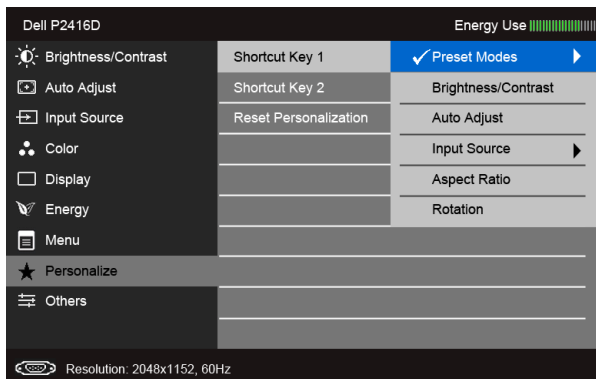 Dell P2416D
Energy Use
Brightness/Contrast
Auto Adjust
Input Source
Color
Display
Energy
Menu
Personalize
Others
Shortcut Key 1
Shortcut Key 2
Reset Personalization
Preset Modes
Brightness/Contrast
Auto Adjust
Input Source
Aspect Ratio
Rotation
Resolution: 2048x1152, 60Hz